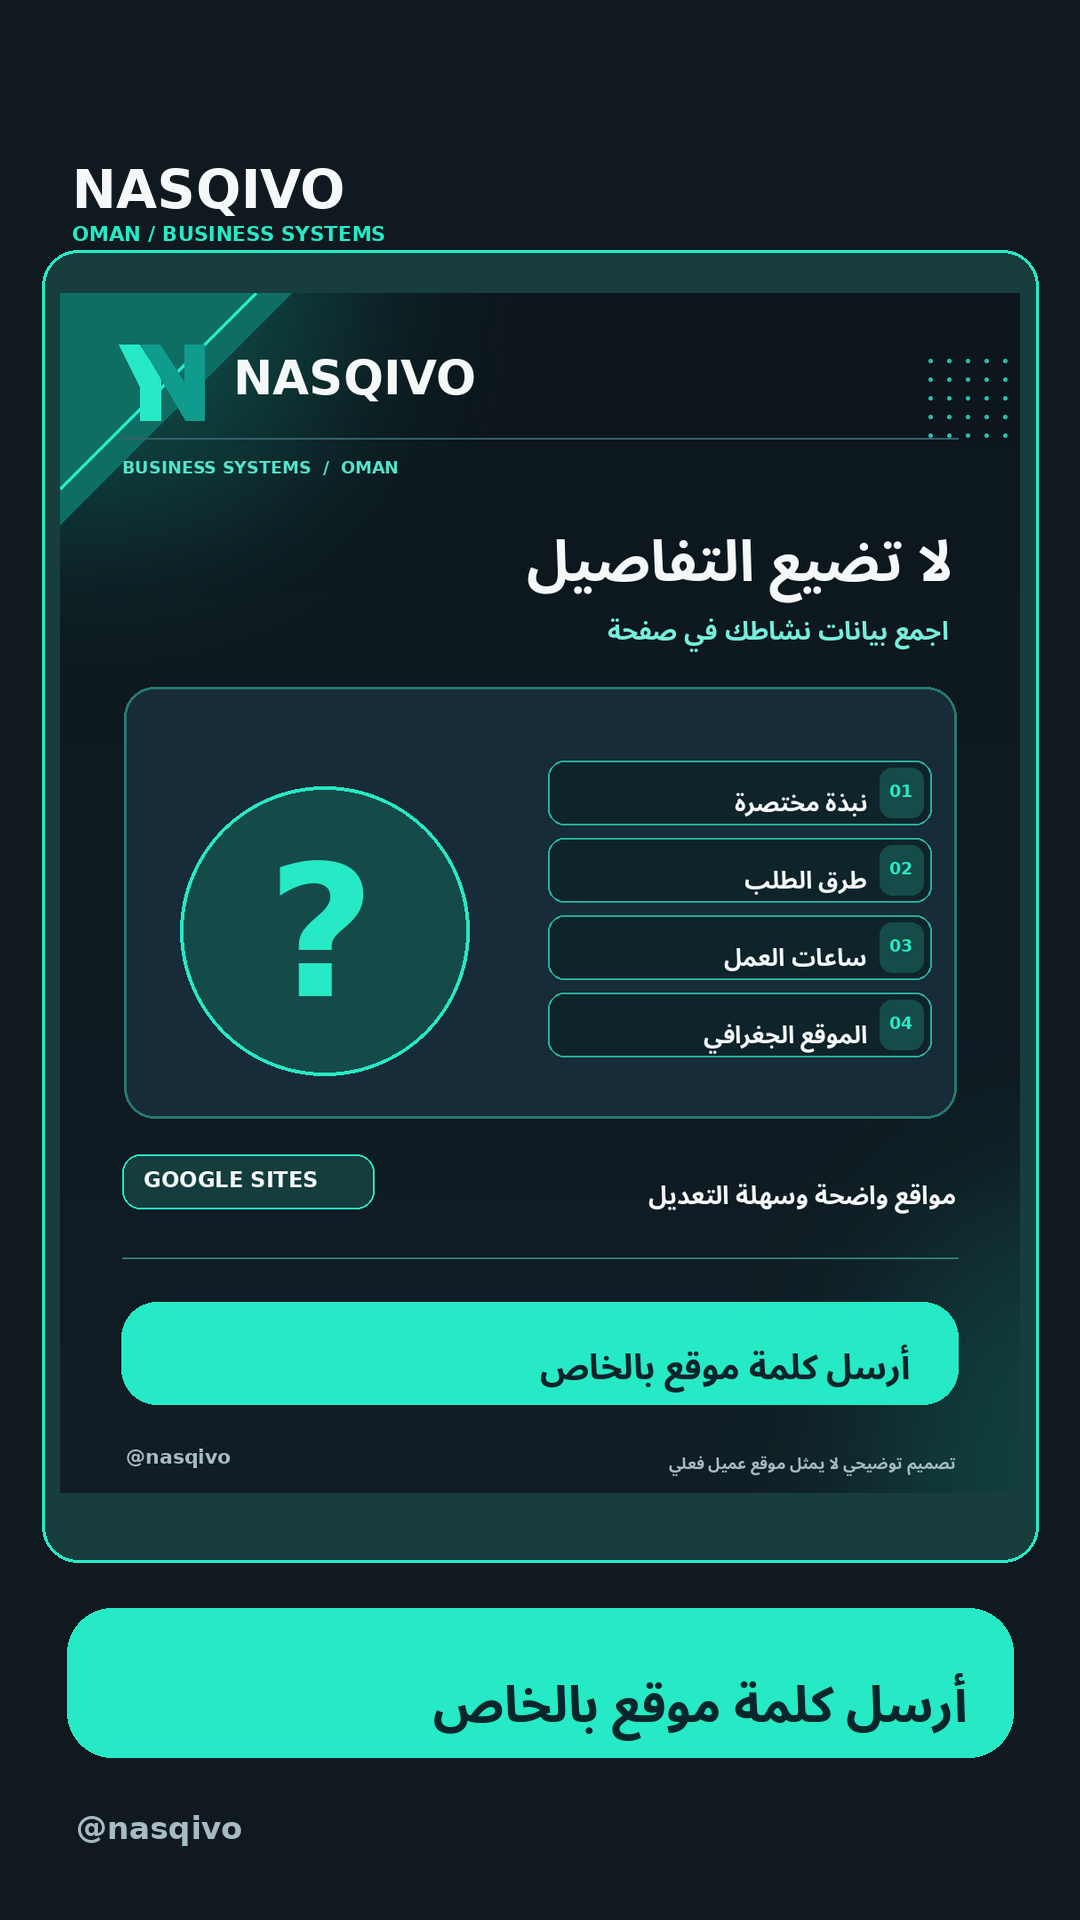 NASQIVO
OMAN / BUSINESS SYSTEMS
NASQIVO
BUSINESS SYSTEMS / OMAN
لا تضيع التفاصيل
اجمع بيانات نشاطك في صفحة
?
01 نبذة مختصرة
02 طرق الطلب
03 ساعات العمل
04 الموقع الجغرافي
GOOGLE SITES
مواقع واضحة وسهلة التعديل
أرسل كلمة موقع بالخاص
@nasqivo
تصميم توضيحي لا يمثل موقع عميل فعلي
أرسل كلمة موقع بالخاص
@nasqivo